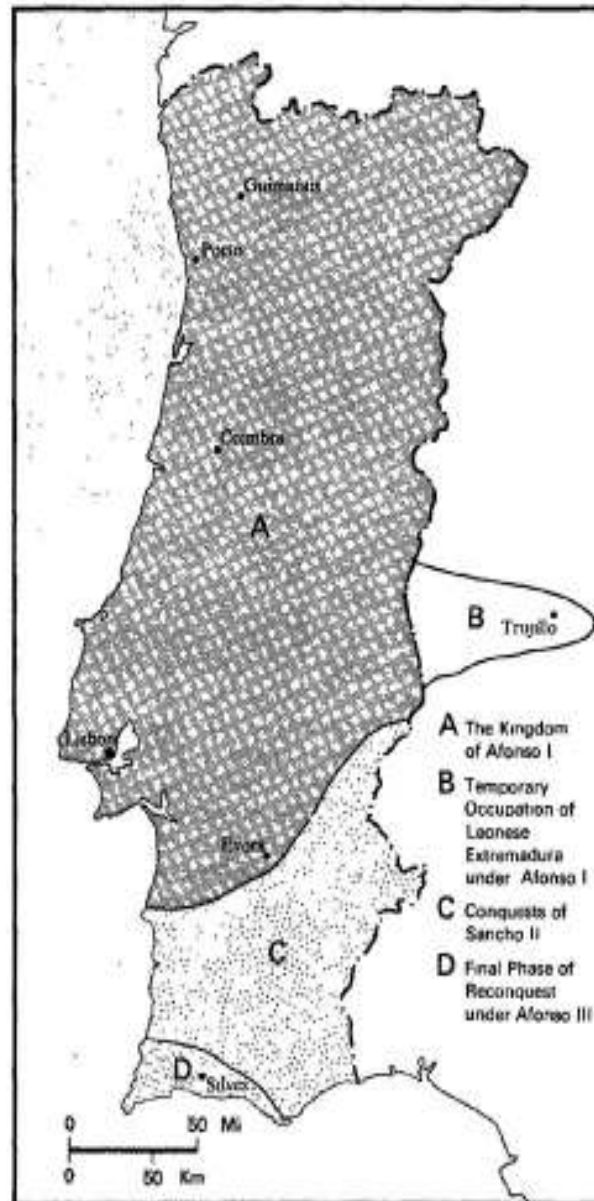 Guimarães
Porto
Coimbra
A
B
Trujillo
Lisbon
A The Kingdom
of Afonso I
B Temporary
Occupation of
Leonese
Extremadura
under Afonso I
Evora
C
C Conquests of
Sancho II
D Final Phase of
Reconquest
under Afonso III
D
Silves
0 50 Mi
0 50 Km